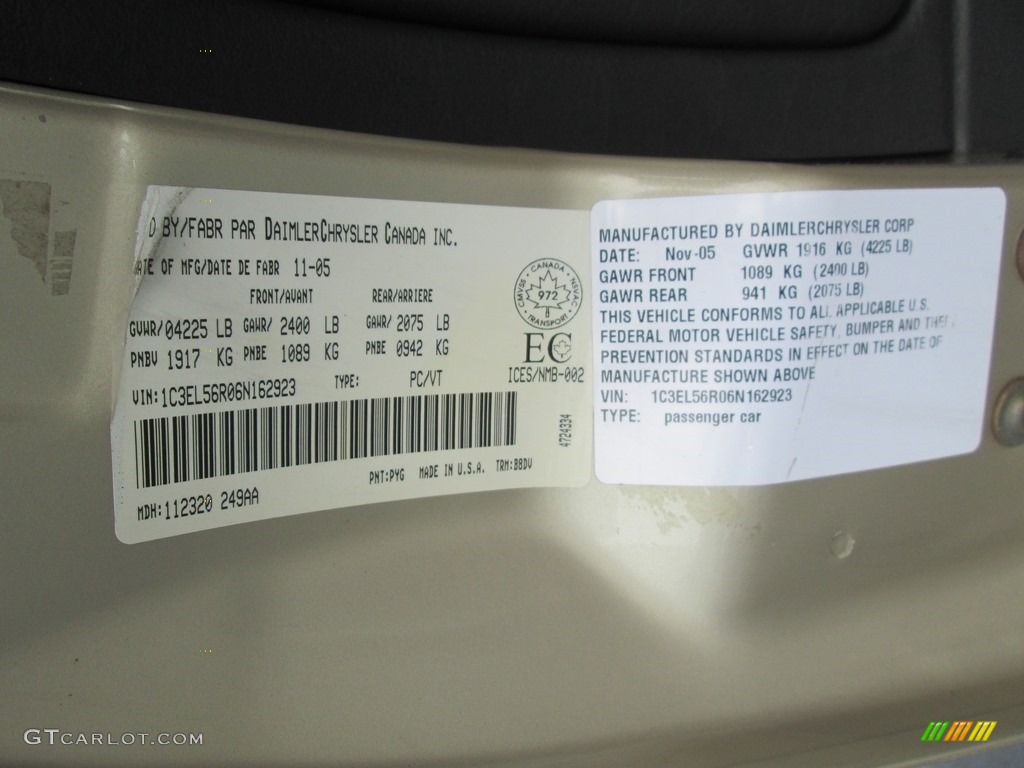 D BY/FABR PAR DAIMLERCHRYSLER CANADA INC.
ATE OF MFG/DATE DE FABR 11-05
FRONT/AVANT REAR/ARRIERE
GVWR/04225 LB GAWR/ 2400 LB GAWR/ 2075 LB
PNBV 1917 KG PNBE 1089 KG PNBE 0942 KG
VIN:1C3EL56R06N162923 TYPE: PC/VT
4724334
PNT:PYG MADE IN U.S.A. TRM:BBDV
MDH:112320 249AA
CANADA
CMVSS NSVAC
972
TRANSPORT
EC
ICES/NMB-002
MANUFACTURED BY DAIMLERCHRYSLER CORP
DATE: Nov-05 GVWR 1916 KG (4225 LB)
GAWR FRONT 1089 KG (2400 LB)
GAWR REAR 941 KG (2075 LB)
THIS VEHICLE CONFORMS TO ALL APPLICABLE U.S.
FEDERAL MOTOR VEHICLE SAFETY, BUMPER AND THEFT
PREVENTION STANDARDS IN EFFECT ON THE DATE OF
MANUFACTURE SHOWN ABOVE
VIN: 1C3EL56R06N162923
TYPE: passenger car
GTCARLOT.COM